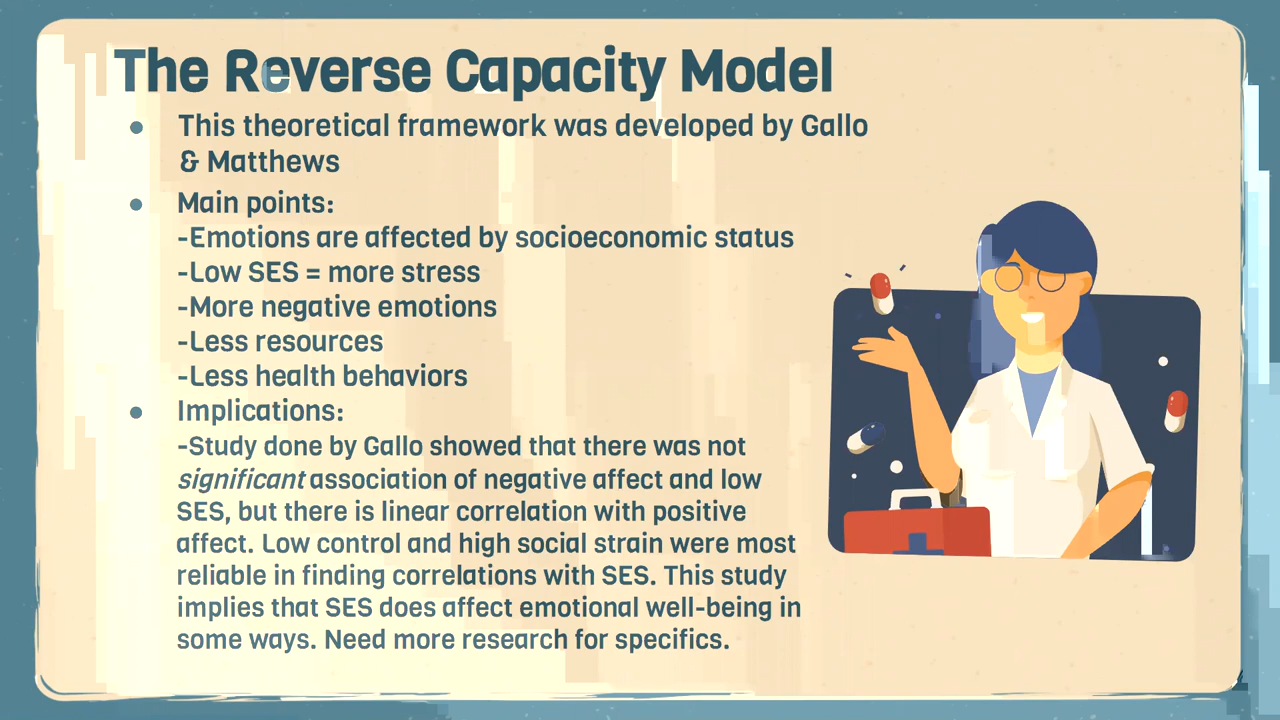 The Reverse Capacity Model
● This theoretical framework was developed by Gallo
& Matthews
● Main points:
-Emotions are affected by socioeconomic status
-Low SES = more stress
-More negative emotions
-Less resources
-Less health behaviors
● Implications:
-Study done by Gallo showed that there was not
significant association of negative affect and low
SES, but there is linear correlation with positive
affect. Low control and high social strain were most
reliable in finding correlations with SES. This study
implies that SES does affect emotional well-being in
some ways. Need more research for specifics.